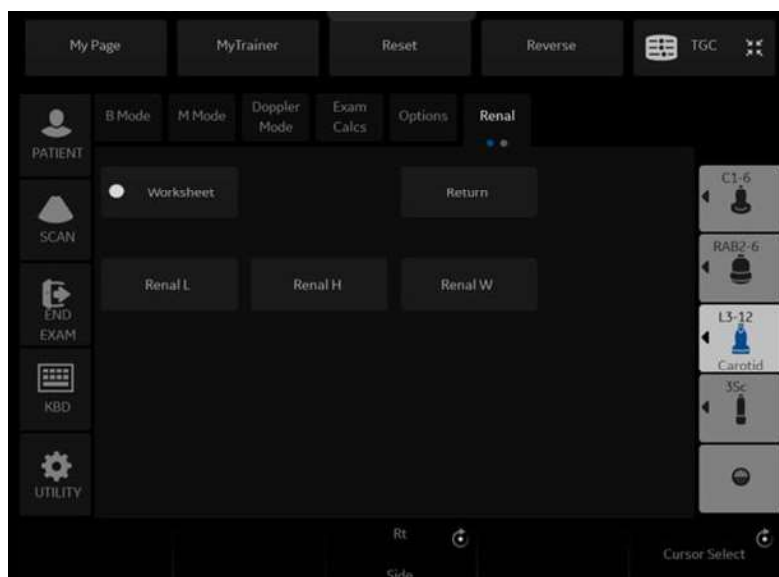 My Page
MyTrainer
Reset
Reverse
TGC
PATIENT
B Mode
M Mode
Doppler
Mode
Exam
Calcs
Options
Renal
Worksheet
Return
SCAN
Renal L
Renal H
Renal W
END
EXAM
KBD
UTILITY
C1-6
RAB2-6
L3-12
Carotid
3Sc
Rt
Side
Cursor Select